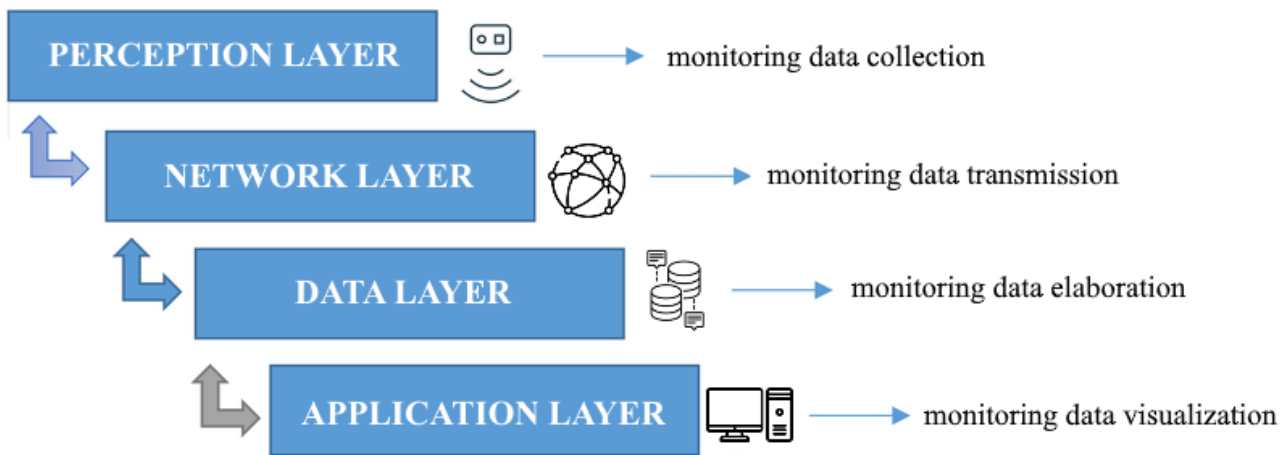 PERCEPTION LAYER
monitoring data collection
NETWORK LAYER
monitoring data transmission
DATA LAYER
monitoring data elaboration
APPLICATION LAYER
monitoring data visualization